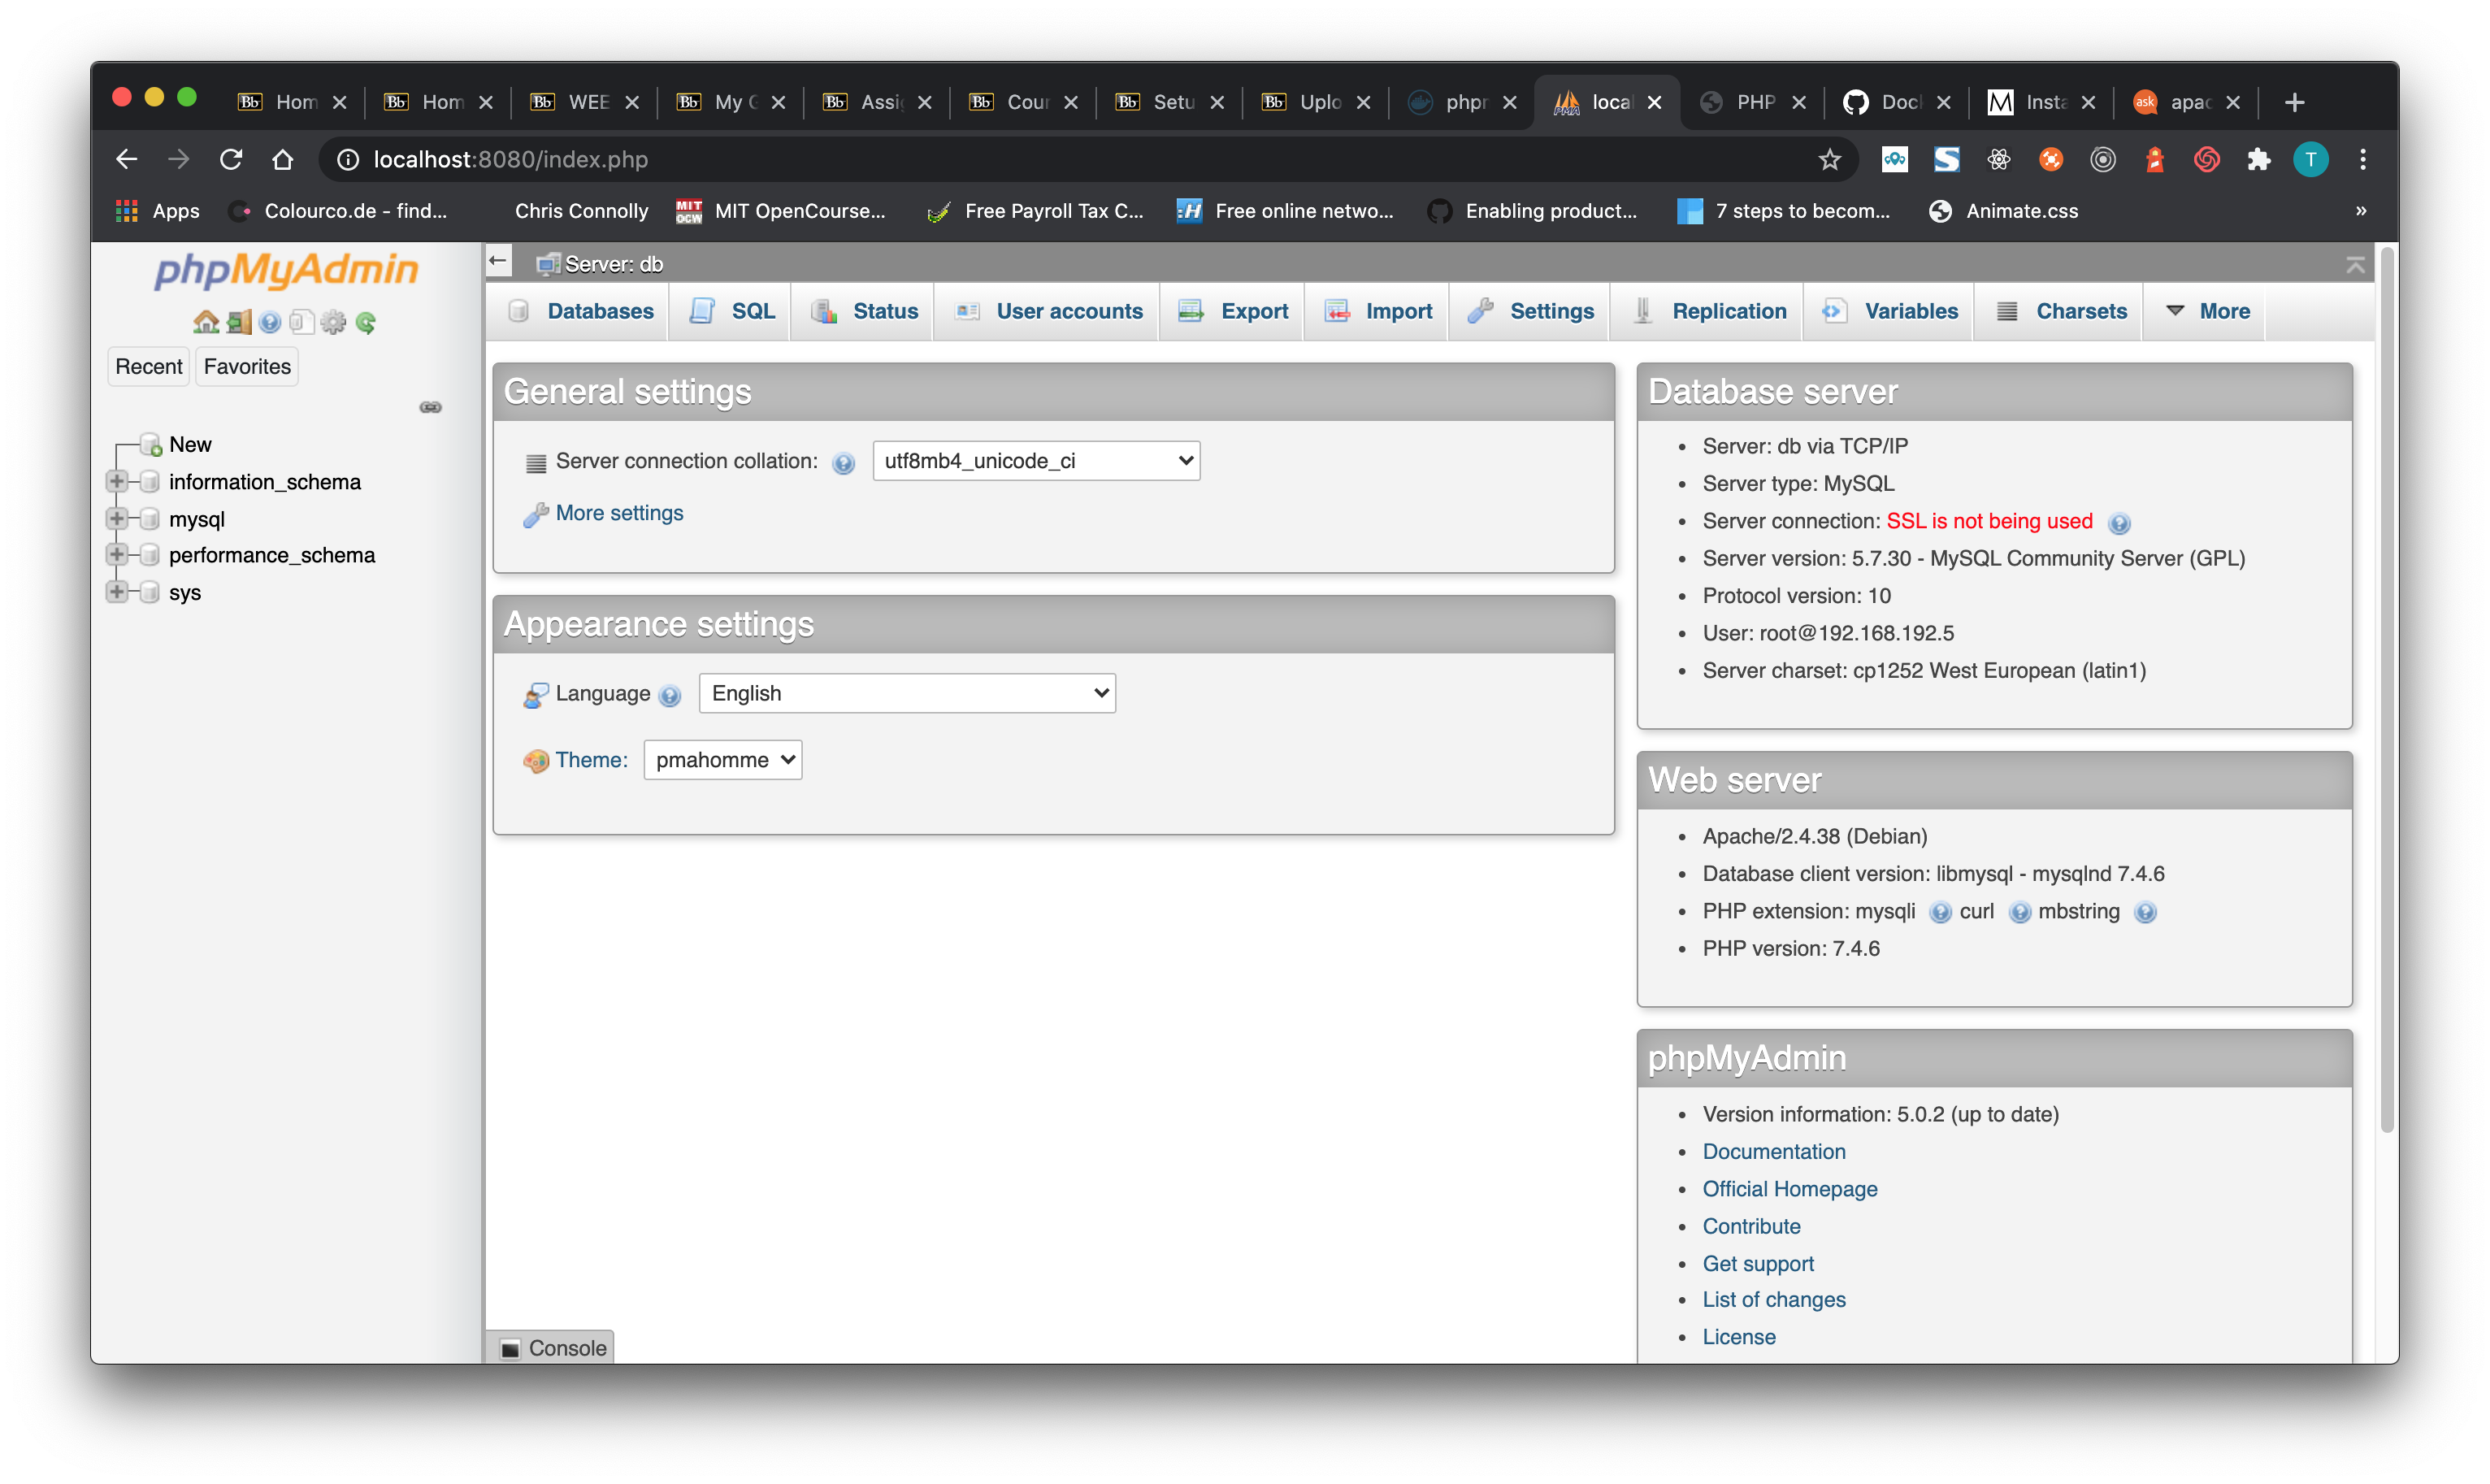 Hom Hom WEE My C Assi Cour Setu Uplo phpr local PHP Dock Insta apac
localhost:8080/index.php
T
Apps Colourco.de - find... Chris Connolly MIT OpenCourse... Free Payroll Tax C... Free online netwo... Enabling product... 7 steps to becom... Animate.css »
phpMyAdmin
Recent Favorites
New
information_schema
mysql
performance_schema
sys
Server: db
Databases SQL Status User accounts Export Import Settings Replication Variables Charsets More
General settings
Server connection collation: utf8mb4_unicode_ci
More settings
Appearance settings
Language English
Theme: pmahomme
Console
Database server
Server: db via TCP/IP
Server type: MySQL
Server connection: SSL is not being used
Server version: 5.7.30 - MySQL Community Server (GPL)
Protocol version: 10
User: root@192.168.192.5
Server charset: cp1252 West European (latin1)
Web server
Apache/2.4.38 (Debian)
Database client version: libmysql - mysqlnd 7.4.6
PHP extension: mysqli curl mbstring
PHP version: 7.4.6
phpMyAdmin
Version information: 5.0.2 (up to date)
Documentation
Official Homepage
Contribute
Get support
List of changes
License